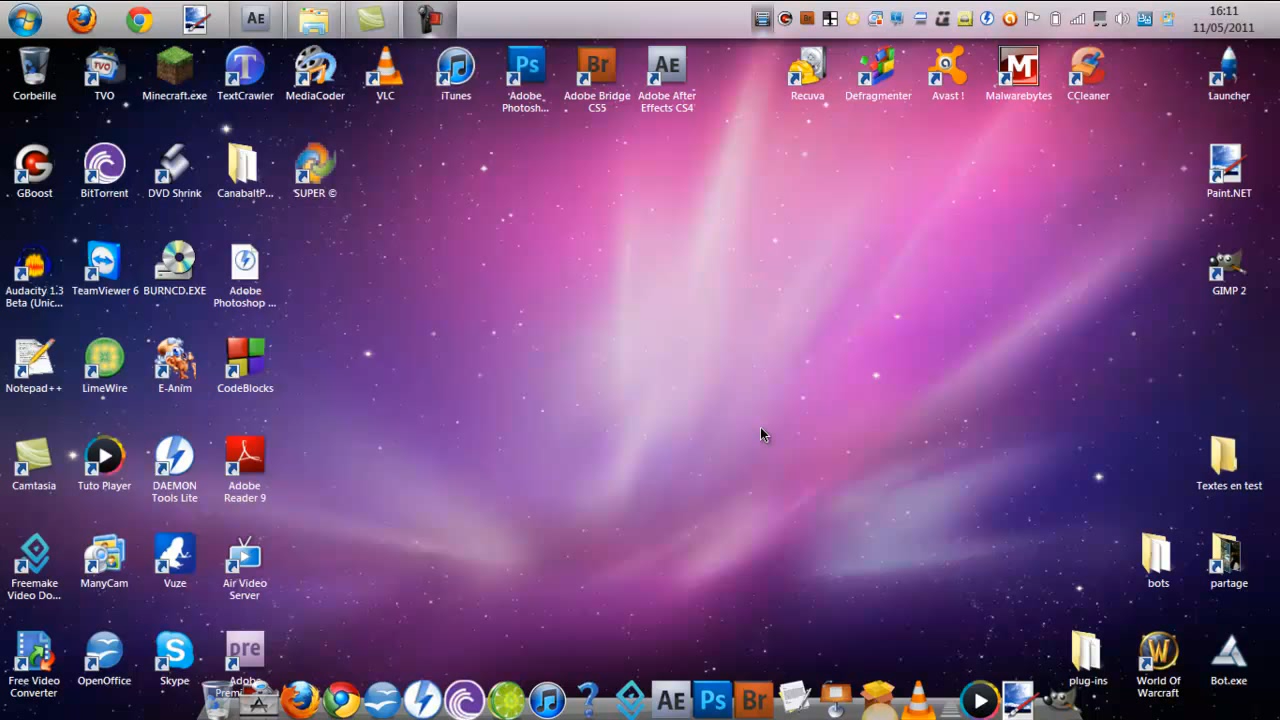 16:11
11/05/2011
AE
Corbeille
TVO
Minecraft.exe
TextCrawler
MediaCoder
VLC
iTunes
Adobe
Photosh...
Adobe Bridge
CS5
Adobe After
Effects CS4
Recuva
Defragmenter
Avast !
Malwarebytes
CCleaner
Launcher
GBoost
BitTorrent
DVD Shrink
CanabaltP...
SUPER ©
Paint.NET
Audacity 1.3
Beta (Unic...
TeamViewer 6
BURNCD.EXE
Adobe
Photoshop ...
GIMP 2
Notepad++
LimeWire
E-Anim
CodeBlocks
Camtasia
Tuto Player
DAEMON
Tools Lite
Adobe
Reader 9
Textes en test
Freemake
Video Do...
ManyCam
Vuze
Air Video
Server
bots
partage
Free Video
Converter
OpenOffice
Skype
pre
Adobe
plug-ins
World Of
Warcraft
Bot.exe
AE
Ps
Br